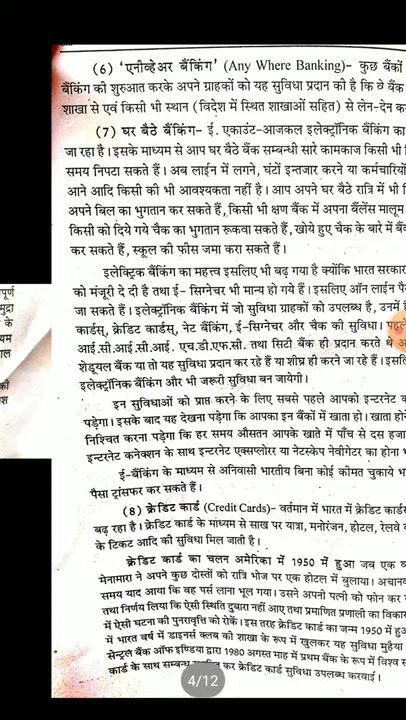 (6) 'एनीव्हेअर बैंकिंग' (Any Where Banking)- कुछ बैंकों
बैंकिंग की शुरुआत करके अपने ग्राहकों को यह सुविधा प्रदान की है कि वे बैंक
शाखा से एवं किसी भी स्थान (विदेश में स्थित शाखाओं सहित) से लेन-देन कर
(7) घर बैठे बैंकिंग- ई. एकाउंट-आजकल इलेक्ट्रॉनिक बैंकिंग का
जा रहा है। इसके माध्यम से आप घर बैठे बैंक सम्बन्धी सारे कामकाज किसी भी
समय निपटा सकते हैं। अब लाईन में लगने, घंटों इन्तजार करने या कर्मचारियों
आने आदि किसी की भी आवश्यकता नहीं है। आप अपने घर बैठे रात्रि में भी
अपने बिल का भुगतान कर सकते हैं, किसी भी क्षण बैंक में अपना बैंलेंस मालूम
किसी को दिये गये चैक का भुगतान रूकवा सकते हैं, खोये हुए चैक के बारे में बैं
कर सकते हैं, स्कूल की फीस जमा करा सकते हैं।
इलेक्ट्रिक बैंकिंग का महत्त्व इसलिए भी बढ़ गया है क्योंकि भारत सरकार
को मंजूरी दे दी है तथा ई- सिग्नेचर भी मान्य हो गये हैं। इसलिए ऑन लाईन पै
जा सकते हैं। इलेक्ट्रॉनिक बैंकिंग में जो सुविधा ग्राहकों को उपलब्ध है, उनमें
कार्डस्, क्रेडिट कार्डस्, नेट बैंकिंग, ई-सिग्नेचर और चैक की सुविधा। पहले
आई.सी.आई.सी.आई. एच.डी.एफ.सी. तथा सिटी बैंक ही प्रदान करते थे अ
शेड्यूल बैंक या तो यह सुविधा प्रदान कर रहे हैं या शीघ्र ही करने जा रहे हैं। इसलि
इलेक्ट्रॉनिक बैंकिंग और भी जरूरी सुविधा बन जायेगी।
इन सुविधाओं को प्राप्त करने के लिए सबसे पहले आपको इन्टरनेट क
पड़ेगा। इसके बाद यह देखना पड़ेगा कि आपका इन बैंकों में खाता हो। खाता होने
निश्चित करना पड़ेगा कि हर समय औसतन आपके खाते में पाँच से दस हजा
इन्टरनेट कनेक्शन के साथ इन्टरनेट एक्सप्लोरर या नेटस्केप नेवीगेटर का होना भ
ई-बैंकिंग के माध्यम से अनिवासी भारतीय बिना कोई कीमत चुकाये भा
पैसा ट्रांसफर कर सकते हैं।
(8) क्रेडिट कार्ड (Credit Cards)- वर्तमान में भारत में क्रेडिट कार्डस
बढ़ रहा है। क्रेडिट कार्ड के मांध्यम से साख पर यात्रा, मनोरंजन, होटल, रेलवे
के टिकट आदि की सुविधा मिल जाती है।
क्रेडिट कार्ड का चलन अमेरिका में 1950 में हुआ जब एक व्य
मेनामारा ने अपने कुछ दोस्तों को रात्रि भोज पर एक होटल में बुलाया। अचान
समय याद आया कि वह पर्स लाना भूल गया। उसने अपनी पत्नी को फोन कर
तथा निर्णय लिया कि ऐसी स्थिति दुबारा नहीं आए तथा प्रमाणित प्रणाली का विका
में ऐसी घटना की पुनरावृत्ति को रोकें। इस तरह क्रेडिट कार्ड का जन्म 1950 में हु
में भारत वर्ष में डाइनर्स क्लब की शाखा के रूप में खुलकर यह सुविधा मुहैया
सेन्ट्रल बैंक ऑफ इण्डिया द्वारा 1980 अगस्त माह में प्रथम बैंक के रूप में विश्व
कार्ड के साथ सम्बन्ध कर क्रेडिट कार्ड सुविधा उपलब्ध करवाई।
4/12
पूर्ण
मुद्रा
के
यम
ाल
की
श